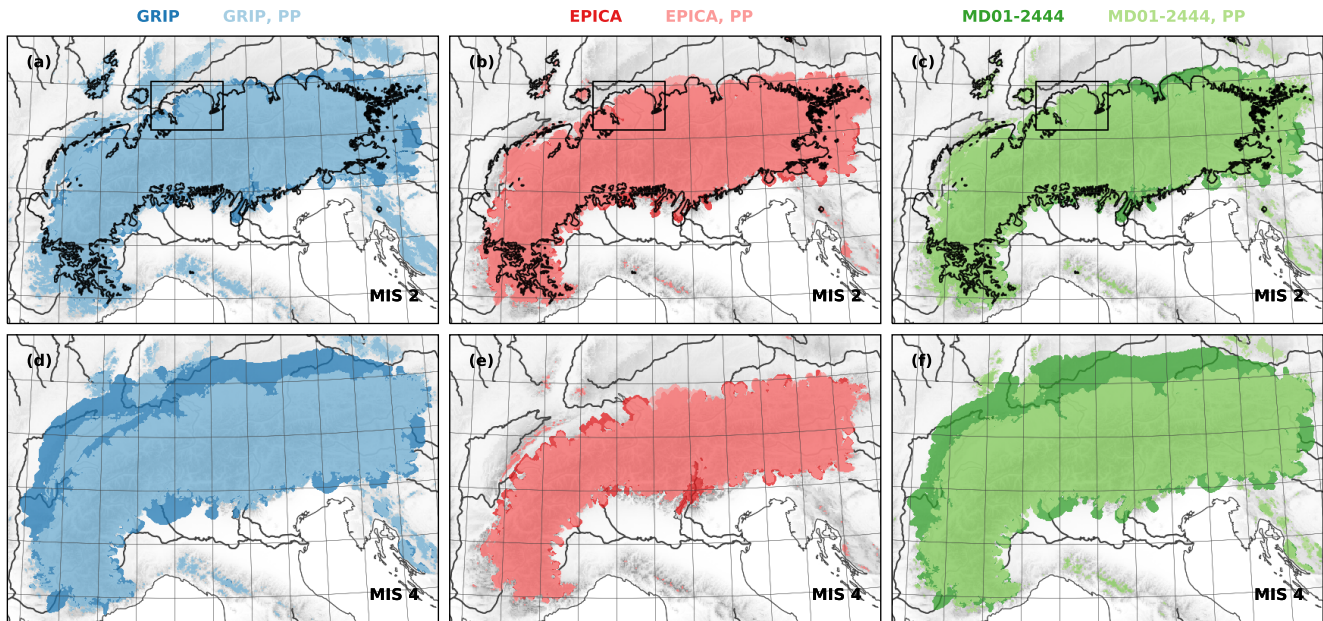 GRIP GRIP, PP EPICA EPICA, PP MD01-2444 MD01-2444, PP
(a) (b) (c)
MIS 2 MIS 2 MIS 2
(d) (e) (f)
MIS 4 MIS 4 MIS 4